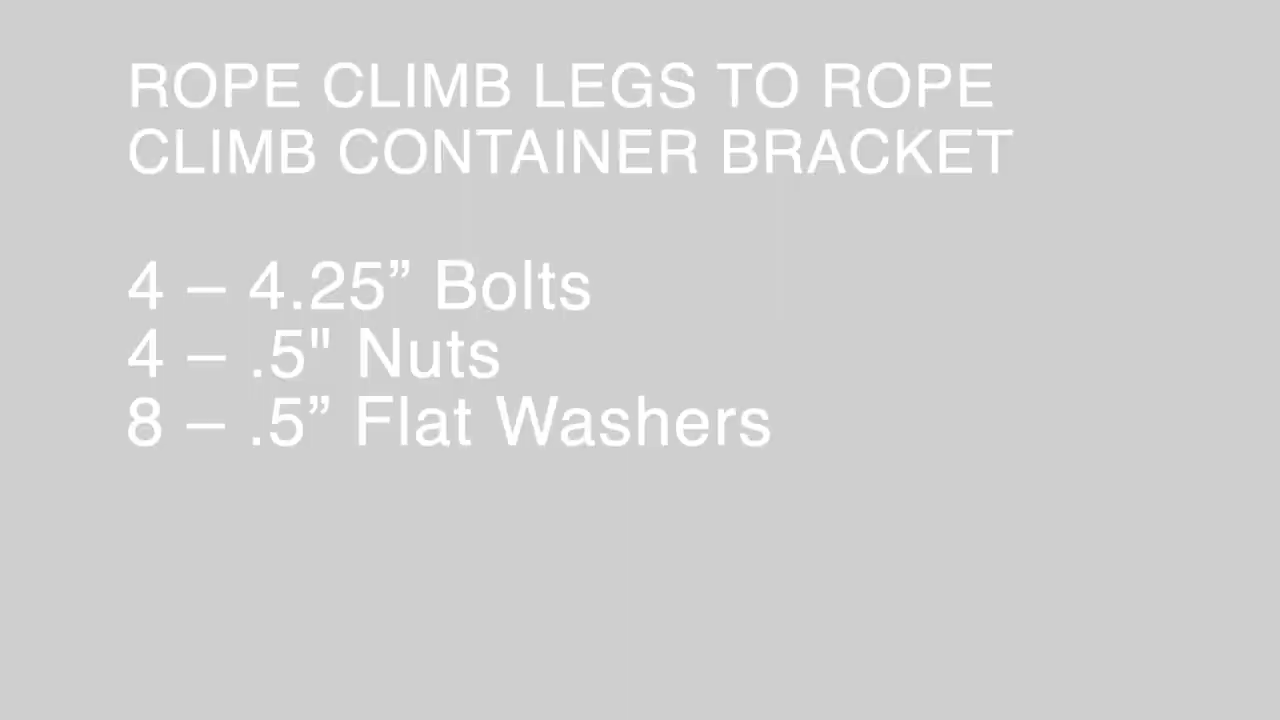 ROPE CLIMB LEGS TO ROPE
CLIMB CONTAINER BRACKET
4 – 4.25” Bolts
4 – .5" Nuts
8 – .5” Flat Washers